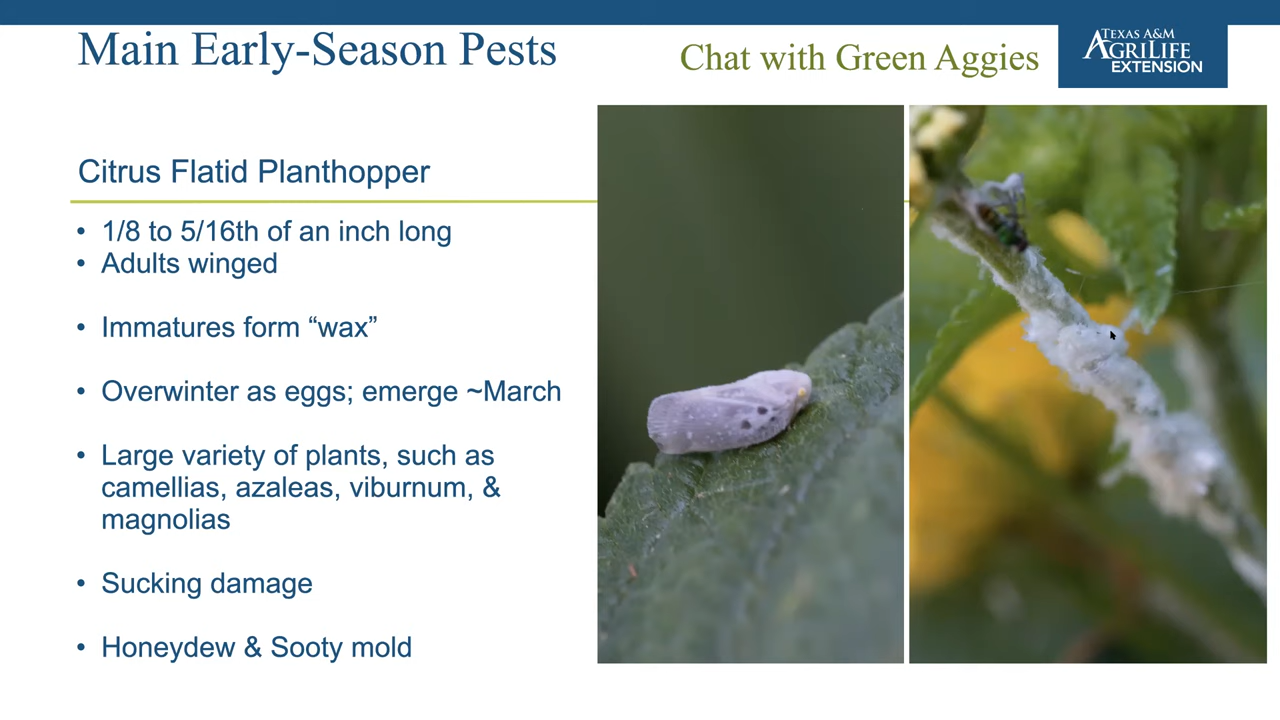 Main Early-Season Pests
Chat with Green Aggies
TEXAS A&M
AGRILIFE
EXTENSION
Citrus Flatid Planthopper
• 1/8 to 5/16th of an inch long
• Adults winged
• Immatures form “wax”
• Overwinter as eggs; emerge ~March
• Large variety of plants, such as
camellias, azaleas, viburnum, &
magnolias
• Sucking damage
• Honeydew & Sooty mold